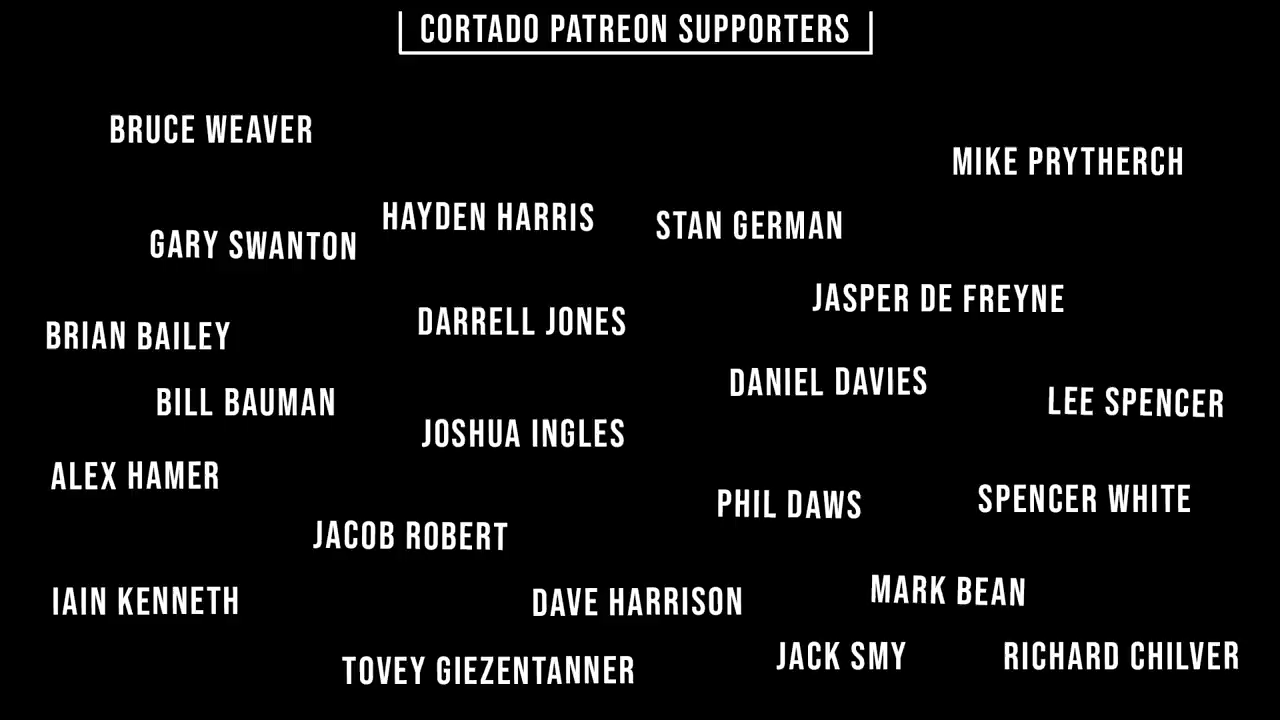 CORTADO PATREON SUPPORTERS
BRUCE WEAVER
MIKE PRYTHERCH
HAYDEN HARRIS
STAN GERMAN
GARY SWANTON
JASPER DE FREYNE
DARRELL JONES
BRIAN BAILEY
DANIEL DAVIES
BILL BAUMAN
LEE SPENCER
JOSHUA INGLES
ALEX HAMER
SPENCER WHITE
PHIL DAWS
JACOB ROBERT
MARK BEAN
IAIN KENNETH
DAVE HARRISON
JACK SMY
RICHARD CHILVER
TOVEY GIEZENTANNER